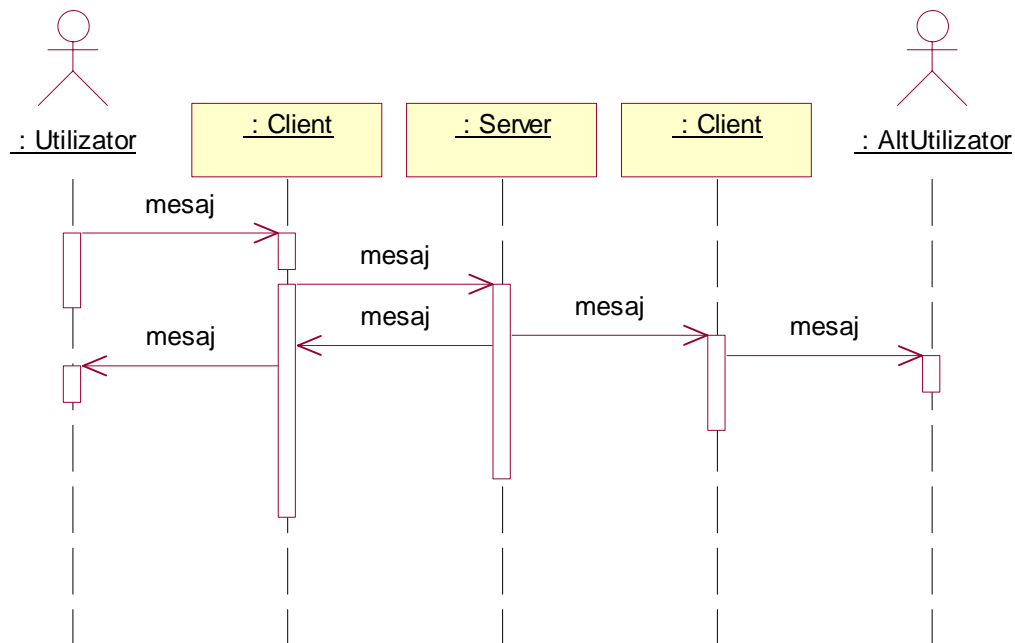 : Utilizator
: Client
: Server
: Client
: AltUtilizator
mesaj
mesaj
mesaj
mesaj
mesaj
mesaj